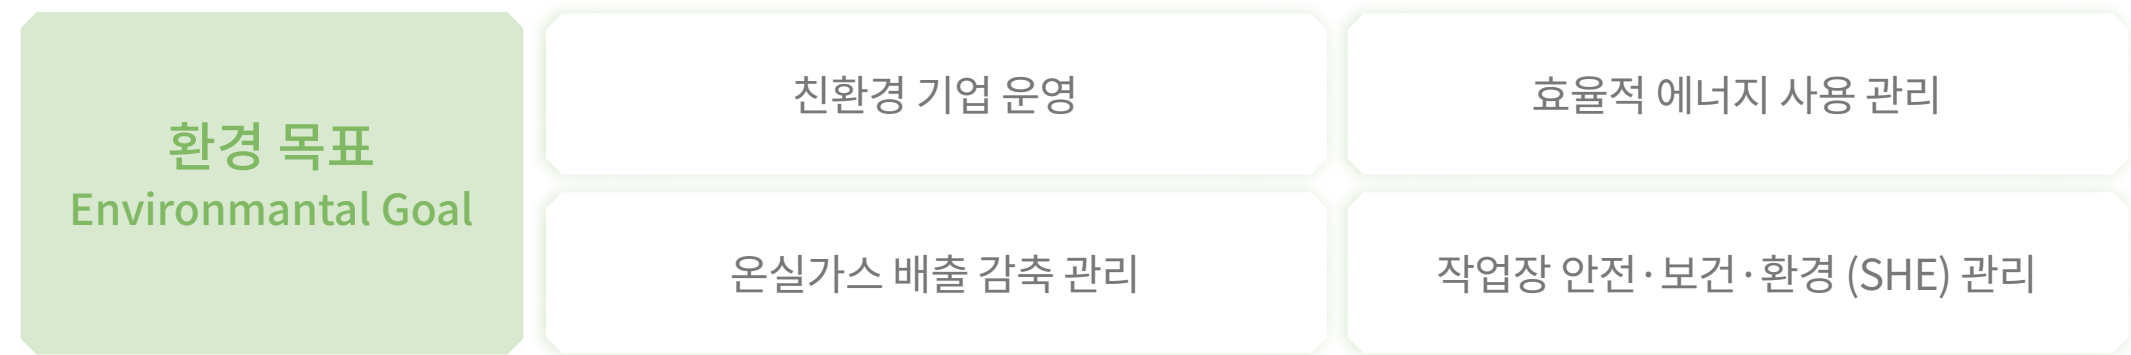 환경 목표
Environmantal Goal
친환경 기업 운영
효율적 에너지 사용 관리
온실가스 배출 감축 관리
작업장 안전·보건·환경 (SHE) 관리